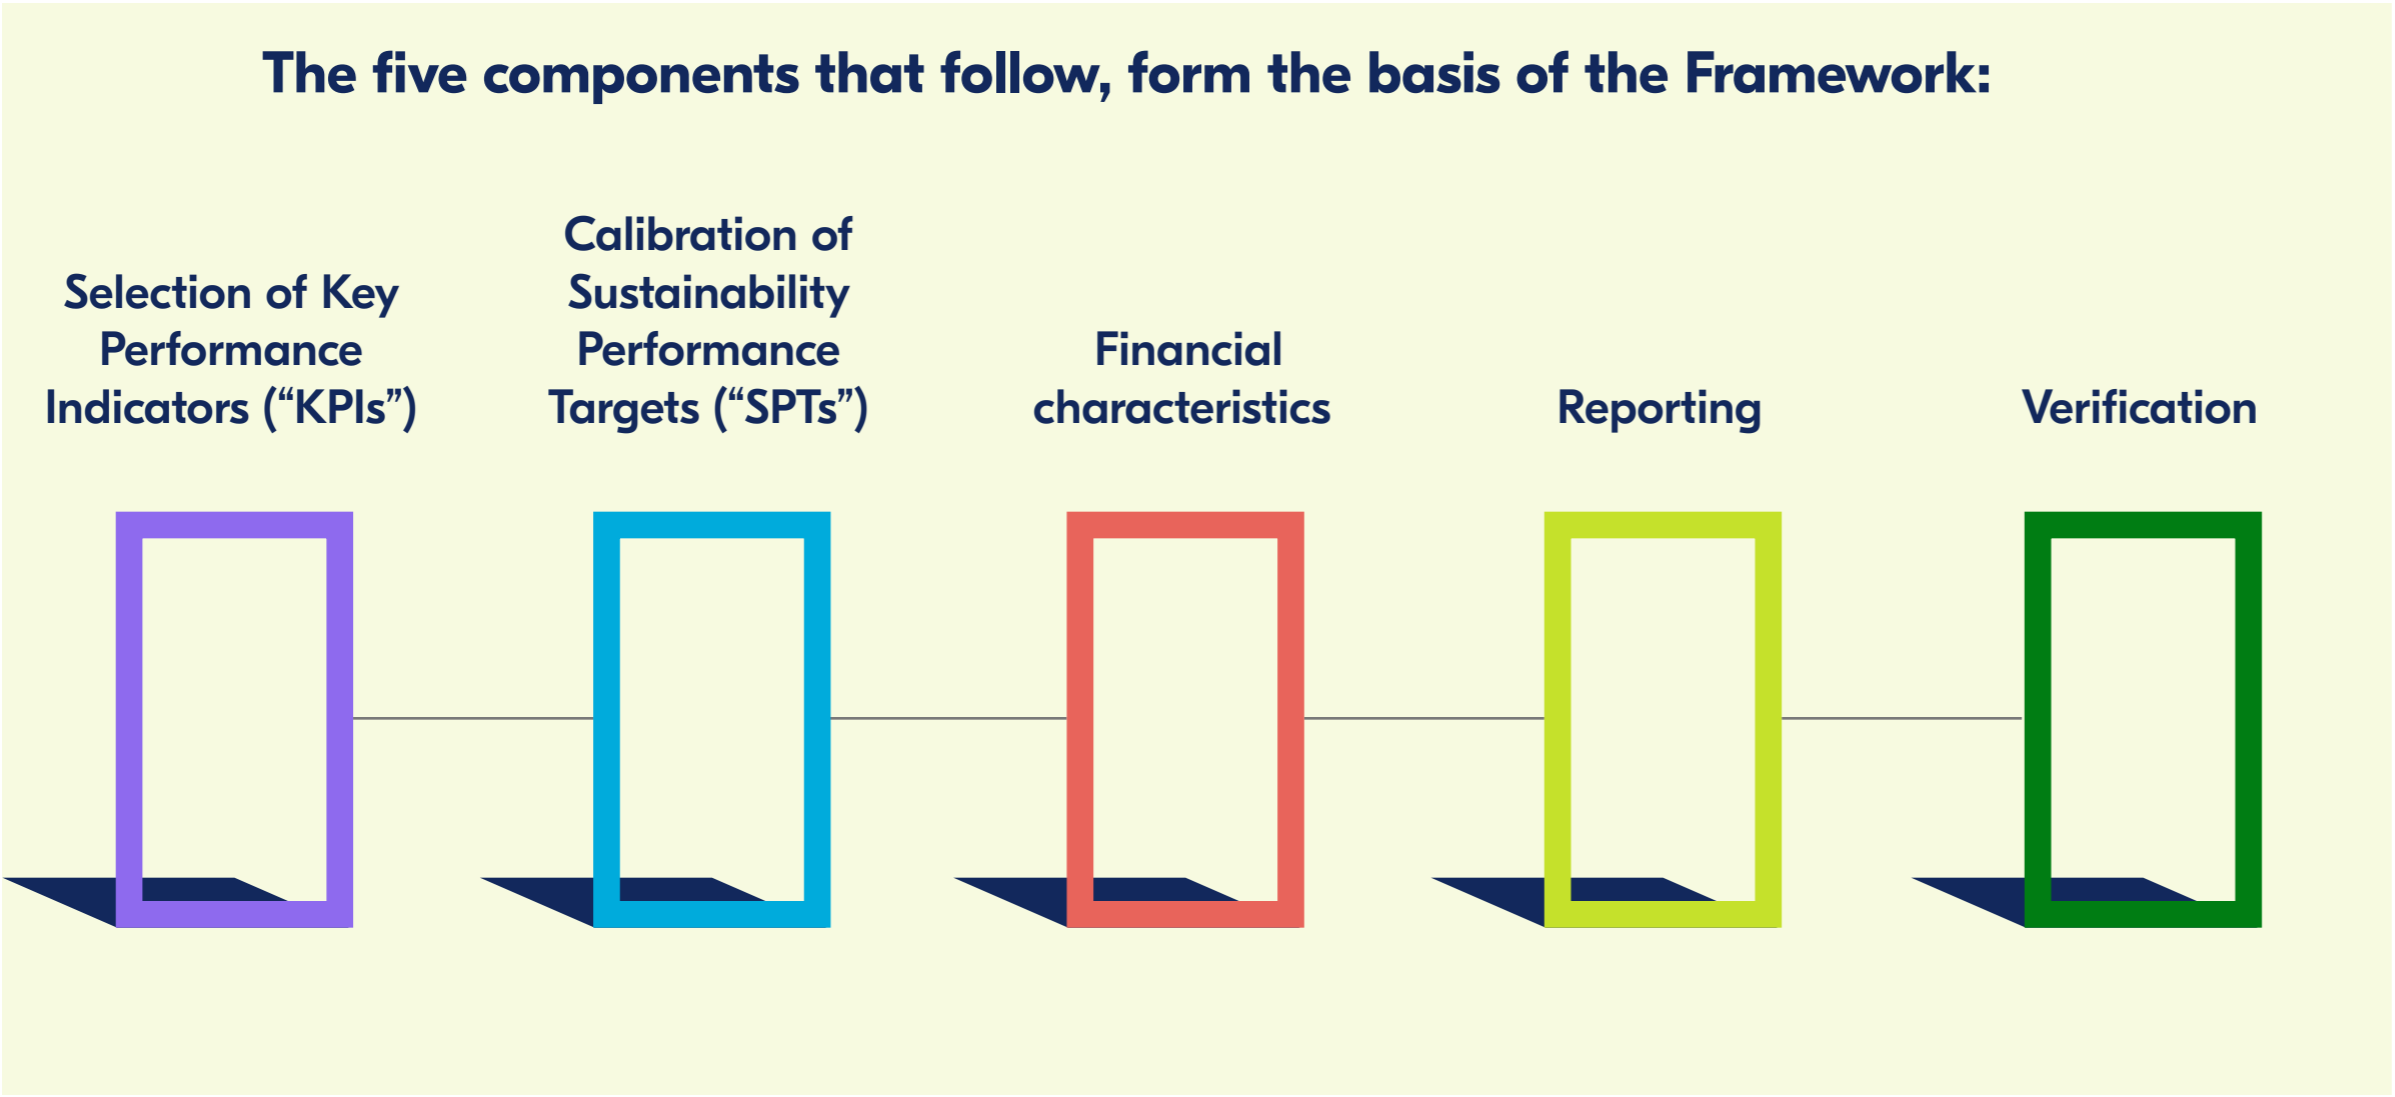 The five components that follow, form the basis of the Framework:
Selection of Key
Performance
Indicators (“KPIs”)
Calibration of
Sustainability
Performance
Targets (“SPTs”)
Financial
characteristics
Reporting
Verification